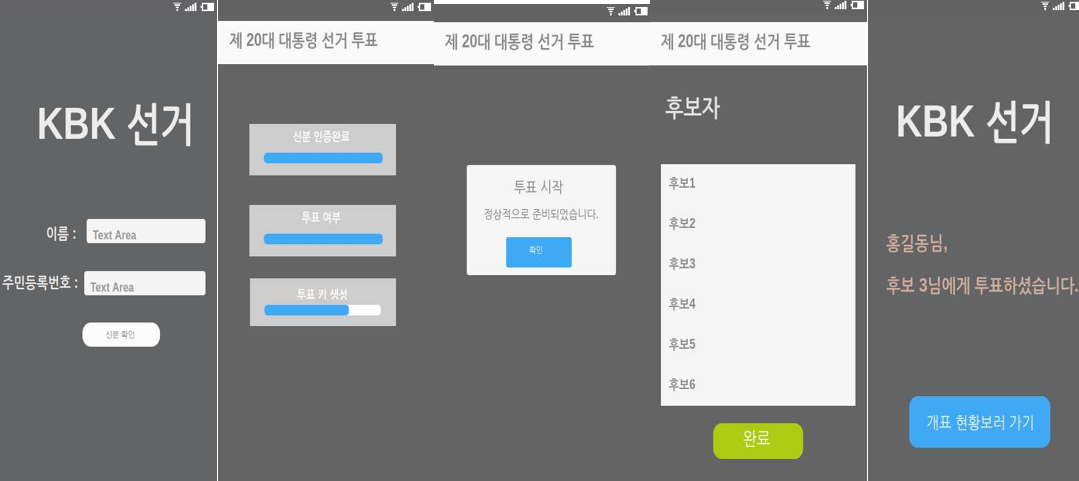 KBK 선거
이름 :
Text Area
주민등록번호 :
Text Area
신분 확인
제 20대 대통령 선거 투표
신분 인증완료
투표 여부
투표 키 생성
제 20대 대통령 선거 투표
투표 시작
정상적으로 준비되었습니다.
확인
제 20대 대통령 선거 투표
후보자
후보1
후보2
후보3
후보4
후보5
후보6
완료
KBK 선거
홍길동님,
후보 3님에게 투표하셨습니다.
개표 현황보러 가기